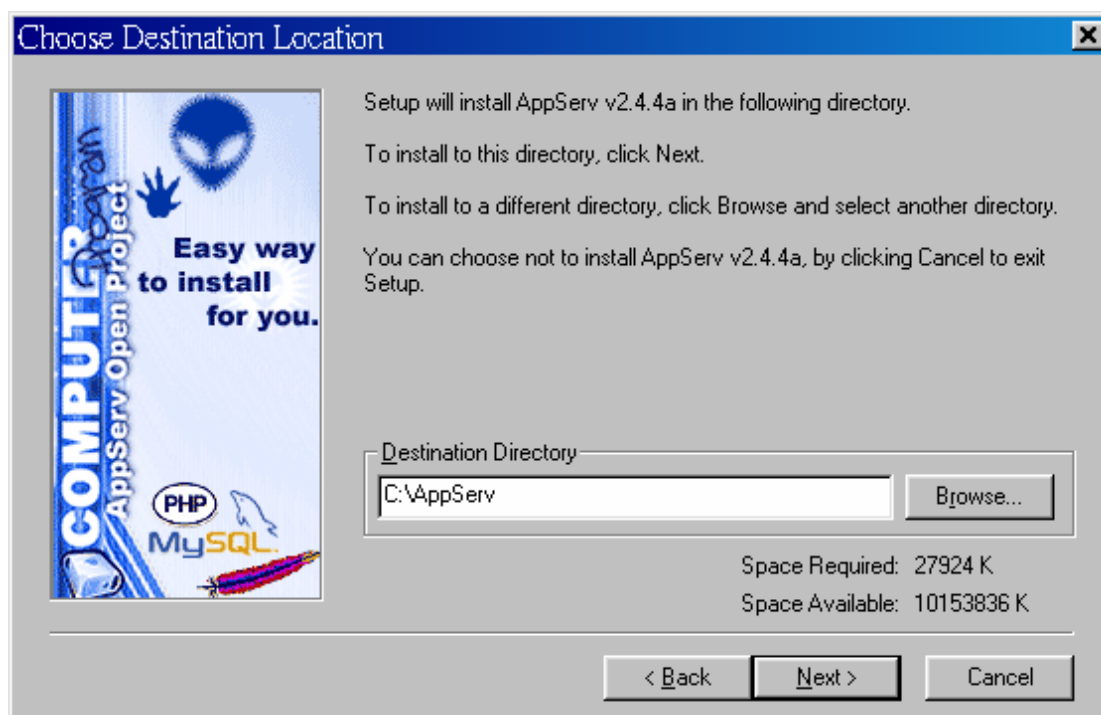 Choose Destination Location
COMPUTER
Program
AppServ Open Project
Easy way
to install
for you.
PHP
MySQL
Setup will install AppServ v2.4.4a in the following directory.
To install to this directory, click Next.
To install to a different directory, click Browse and select another directory.
You can choose not to install AppServ v2.4.4a, by clicking Cancel to exit
Setup.
Destination Directory
C:\AppServ
Browse...
Space Required: 27924 K
Space Available: 10153836 K
< Back
Next >
Cancel